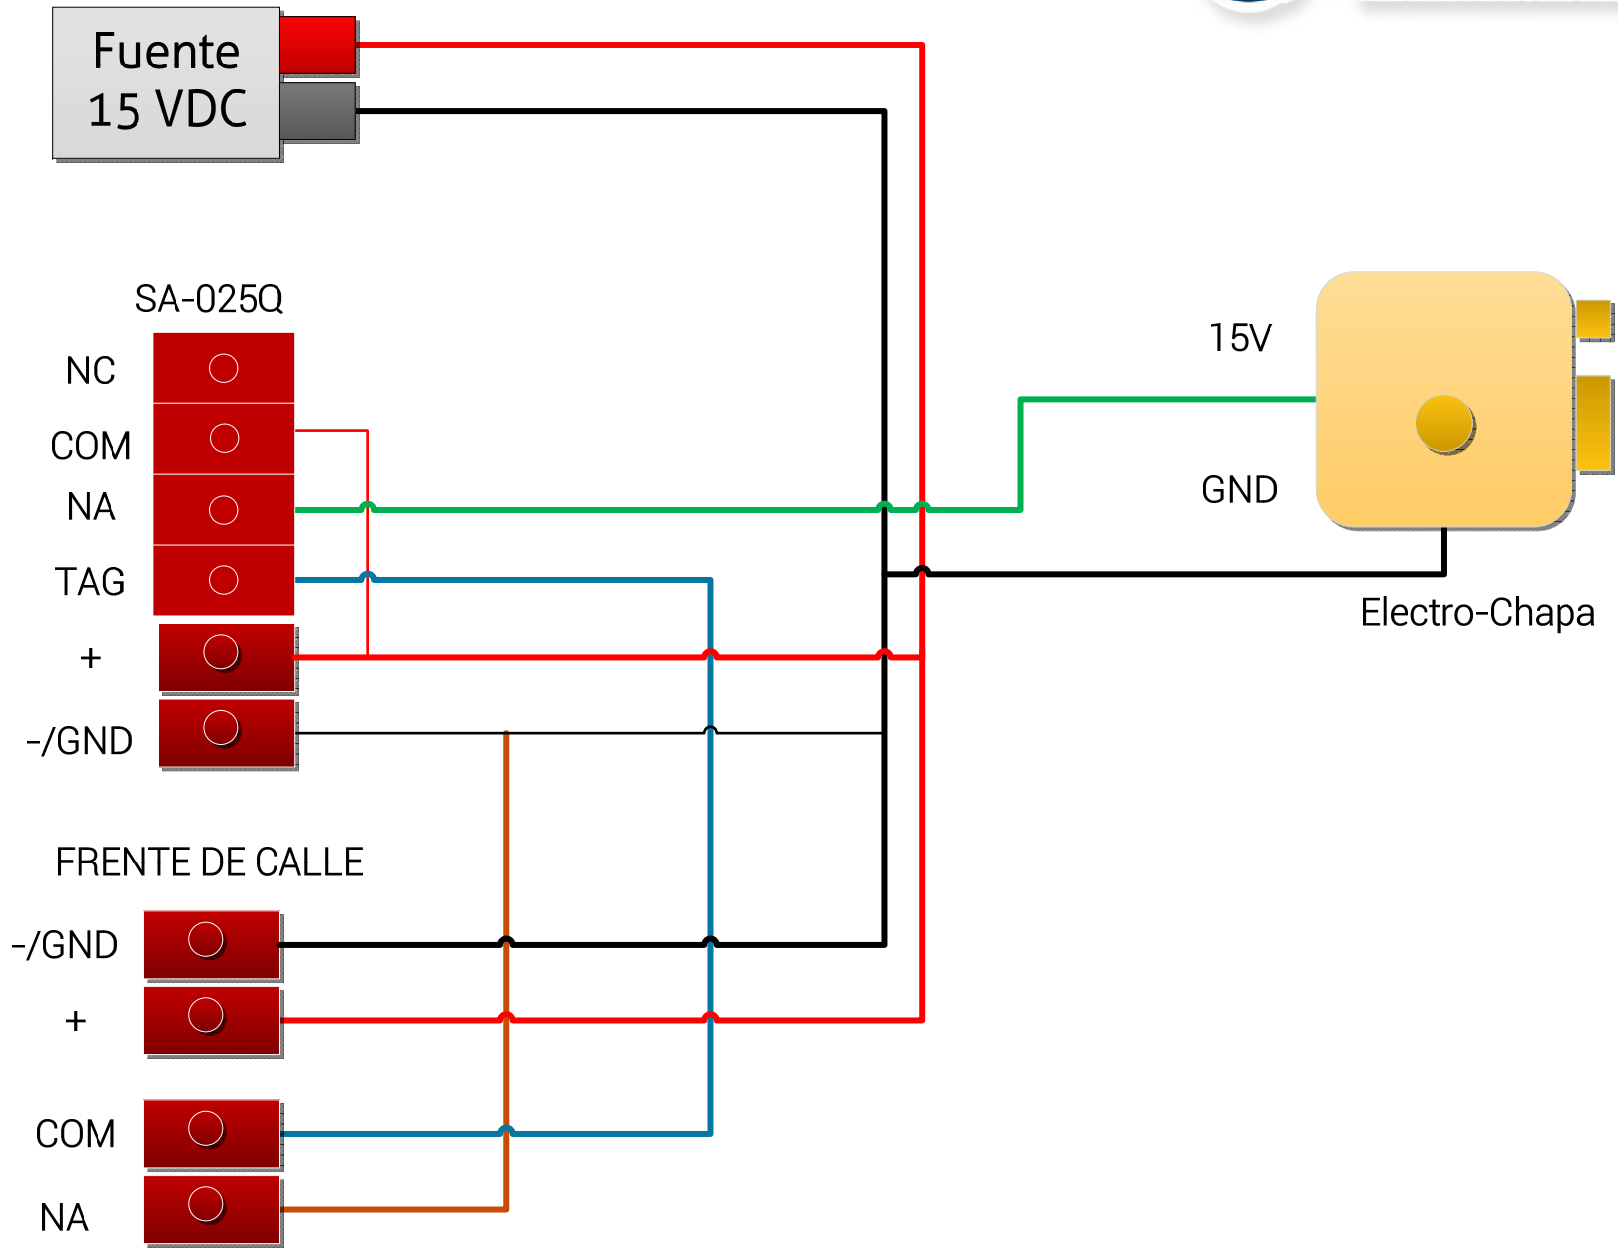 Fuente
15 VDC
SA-025Q
NC
COM
NA
TAG
+
-/GND
15V
GND
Electro-Chapa
FRENTE DE CALLE
-/GND
+
COM
NA